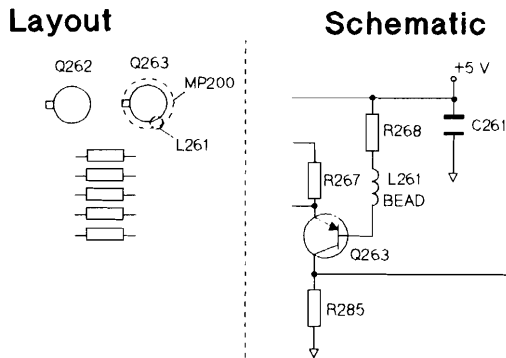 Layout
Q262
Q263
MP200
L261
Schematic
+5 V
R268
C261
R267
L261
BEAD
Q263
R285